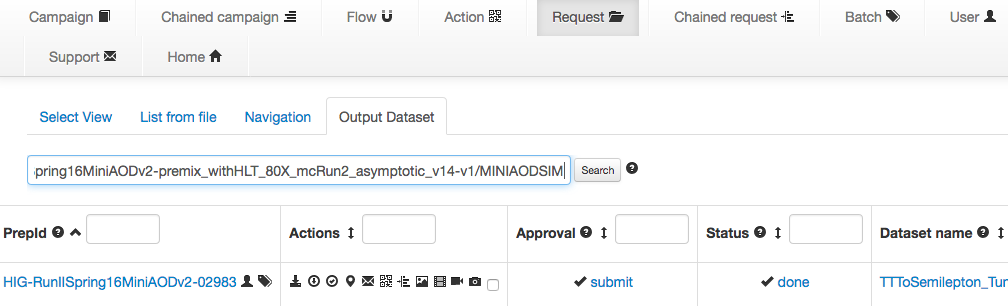 Campaign Chained campaign Flow Action Request Chained request Batch User
Support Home
Select View List from file Navigation Output Dataset
pring16MiniAODv2-premix_withHLT_80X_mcRun2_asymptotic_v14-v1/MINIAODSIM Search
PrepId Actions Approval Status Dataset name
HIG-RunIISpring16MiniAODv2-02983 submit done TTToSemilepton_Tun